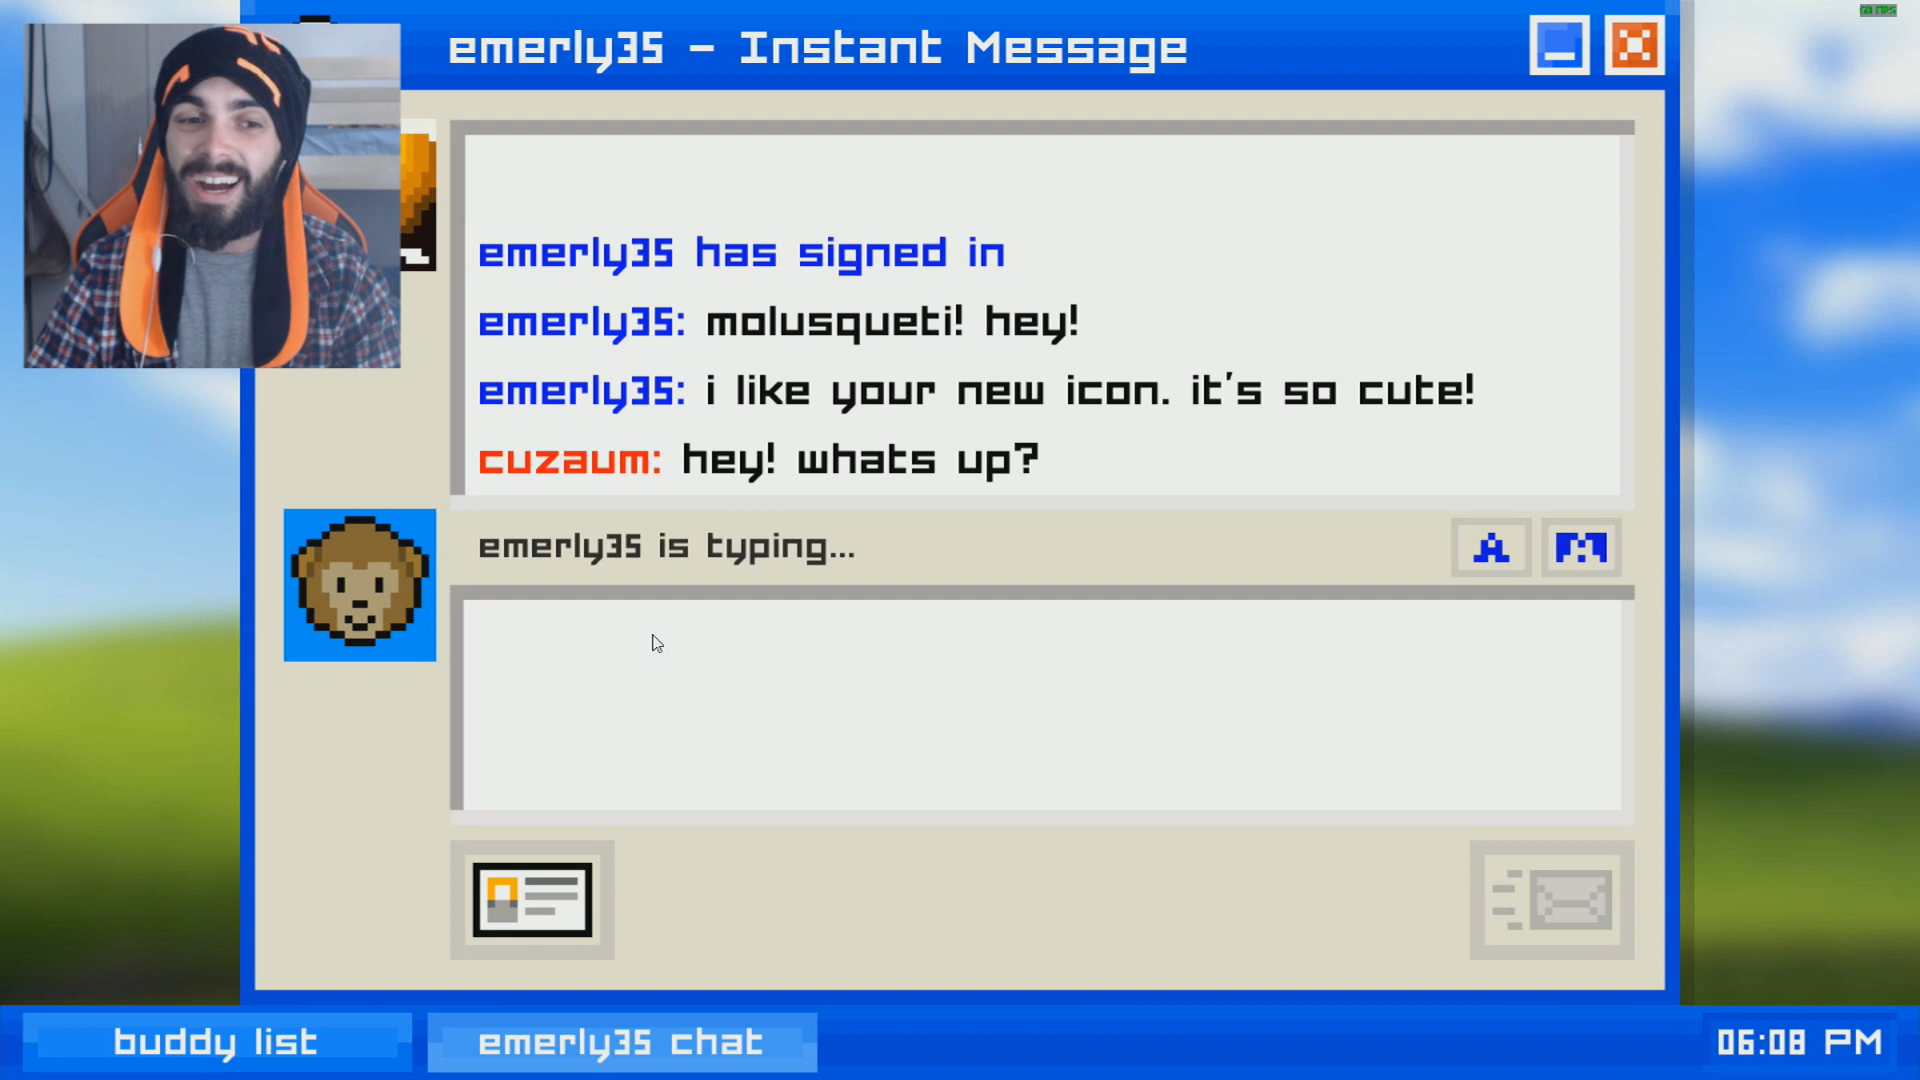 emerly35 - Instant Message
emerly35 has signed in
emerly35: molusqueti! hey!
emerly35: i like your new icon. it's so cute!
cuzaum: hey! whats up?
emerly35 is typing...
A
buddy list
emerly35 chat
06:08 PM